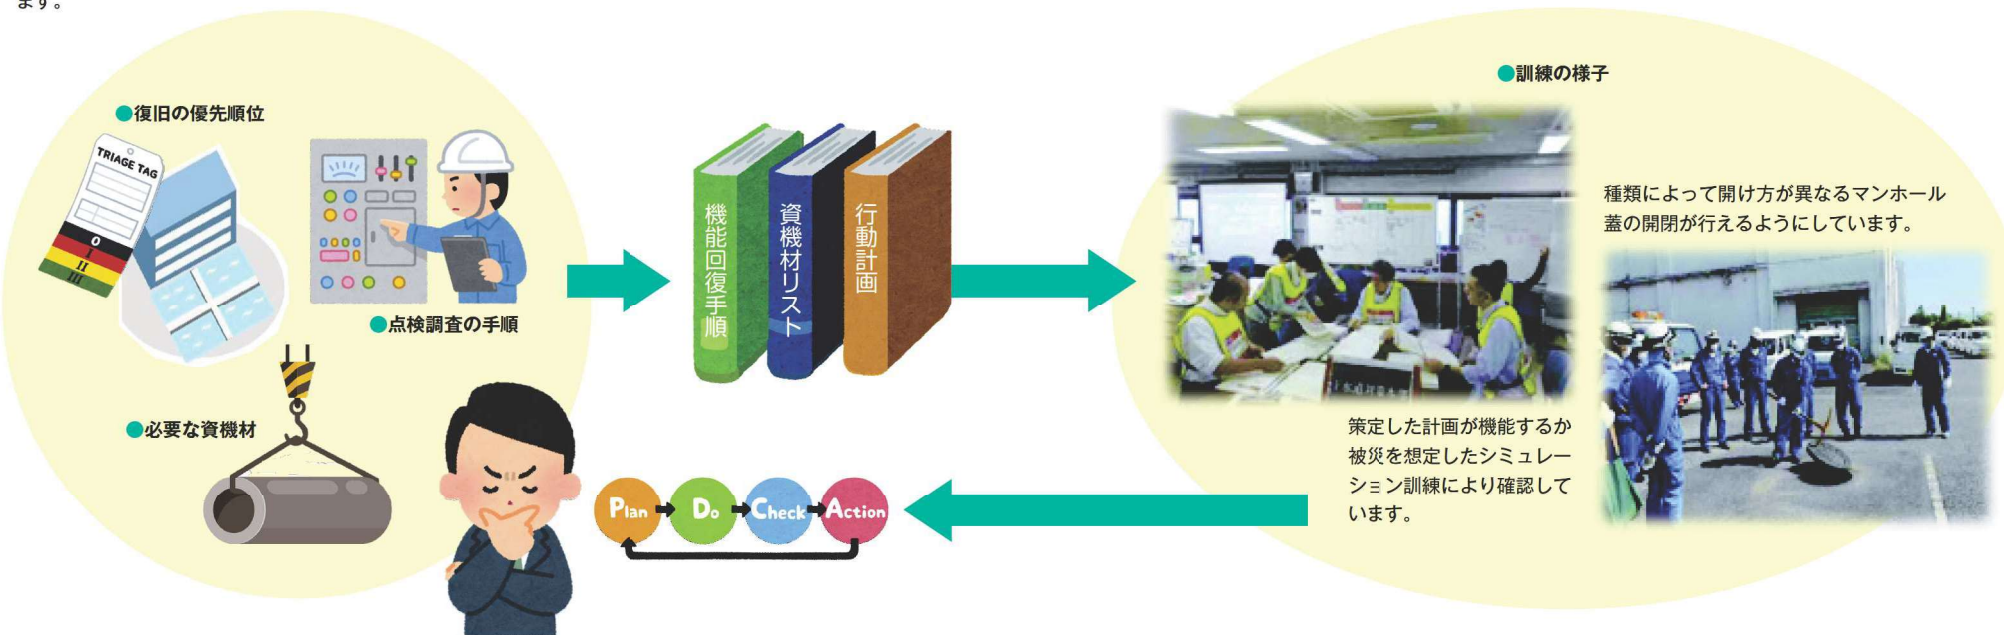 ます。
●復旧の優先順位
TRIAGE TAG
0
I
II
III
●点検調査の手順
●必要な資機材
機能回復手順
資機材リスト
行動計画
Plan
Do
Check
Action
●訓練の様子
種類によって開け方が異なるマンホール
蓋の開閉が行えるようにしています。
策定した計画が機能するか
被災を想定したシミュレー
ション訓練により確認して
います。